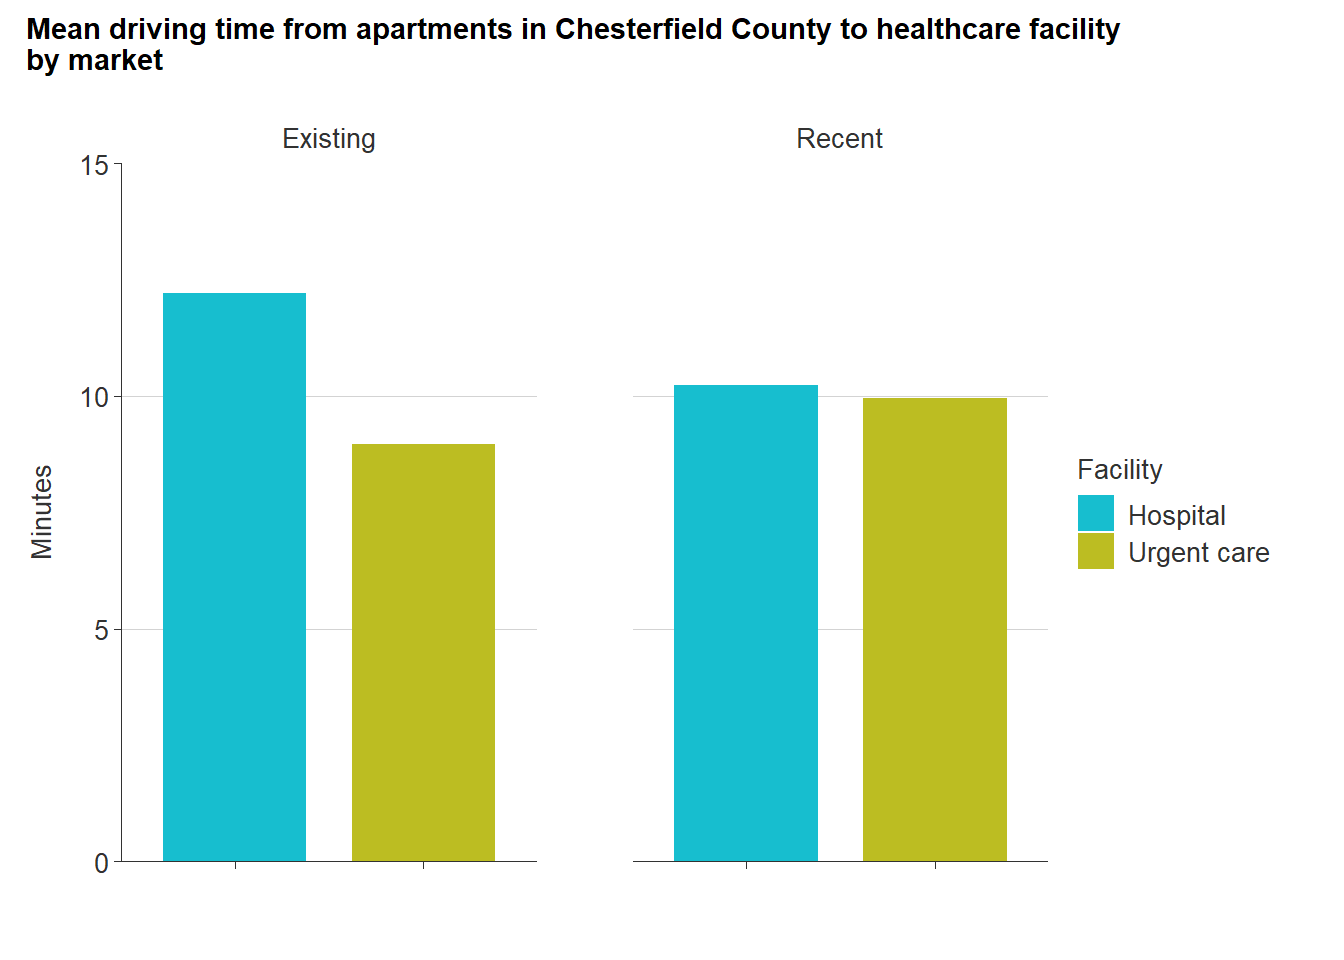 Mean driving time from apartments in Chesterfield County to healthcare facility
by market
Existing
Recent
15
10
5
0
Minutes
Facility
Hospital
Urgent care